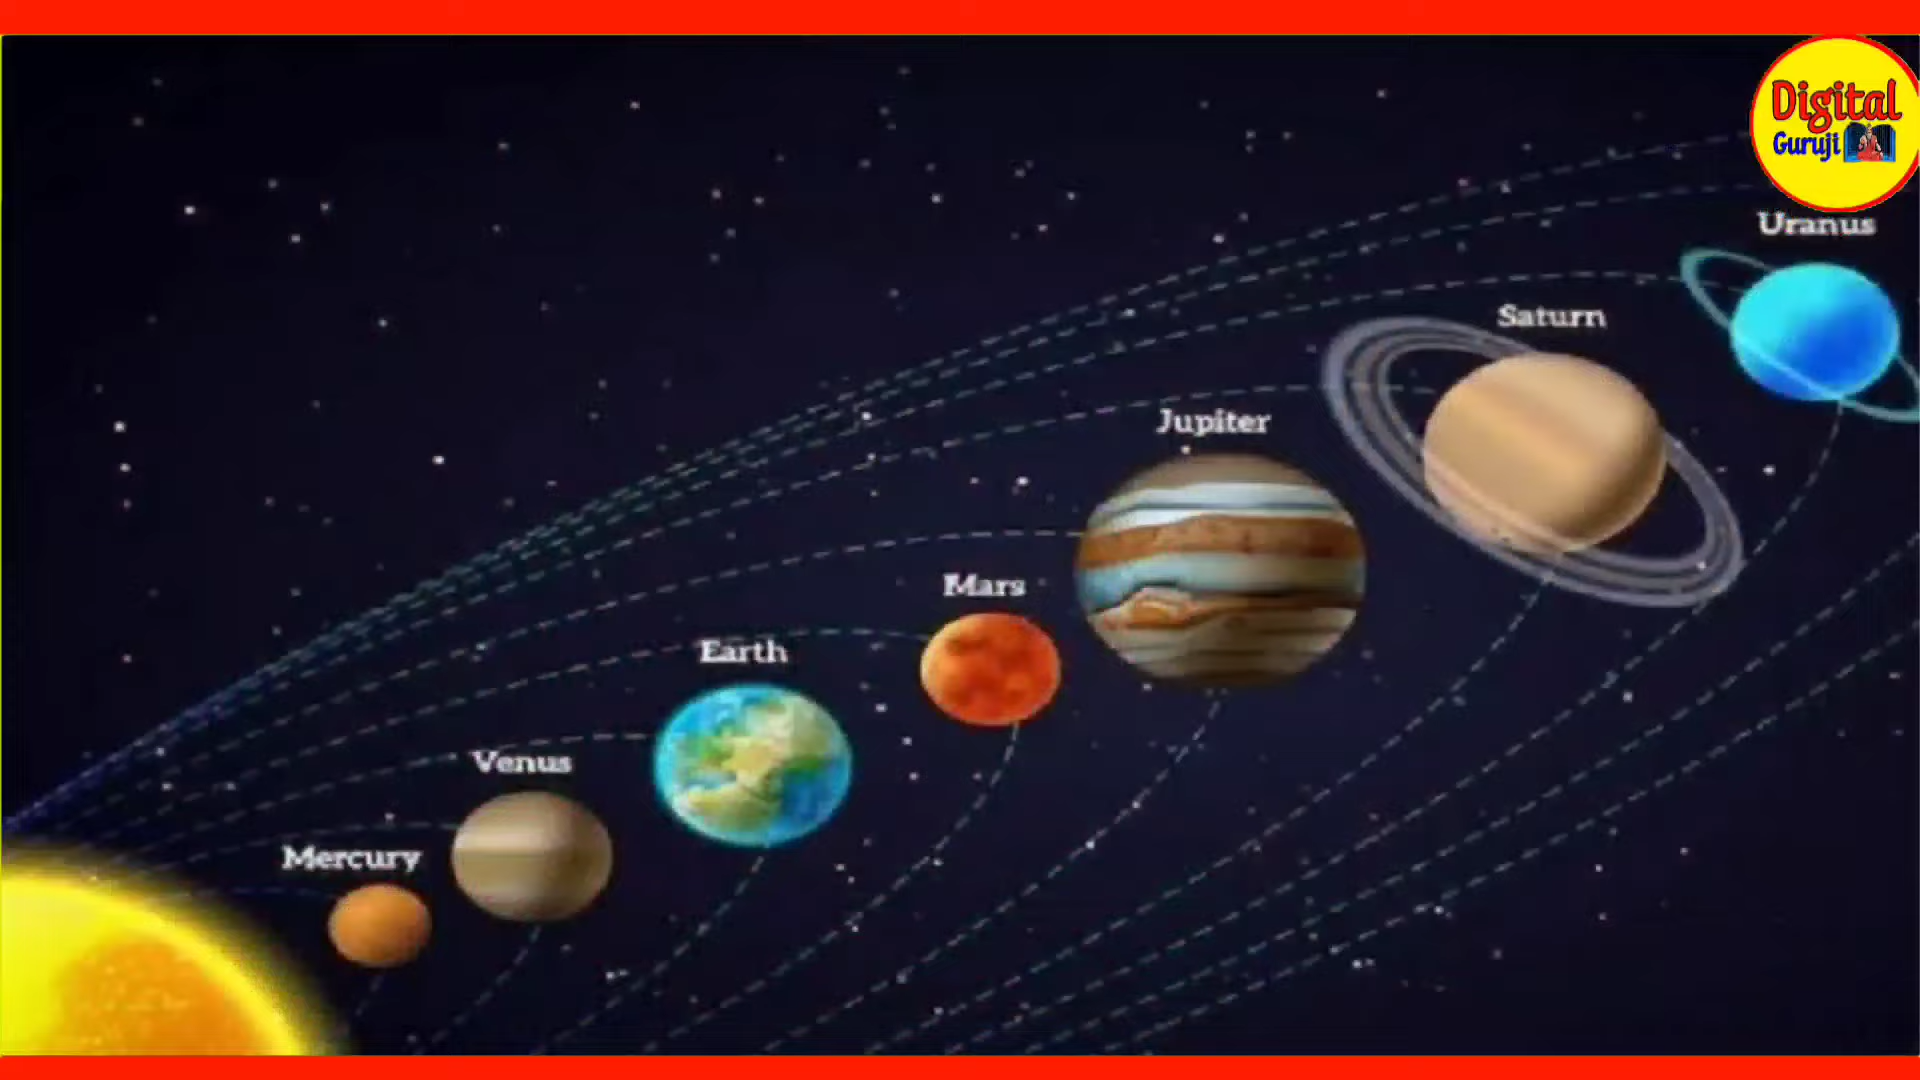 Digital
Guruji
Uranus
Saturn
Jupiter
Mars
Earth
Venus
Mercury